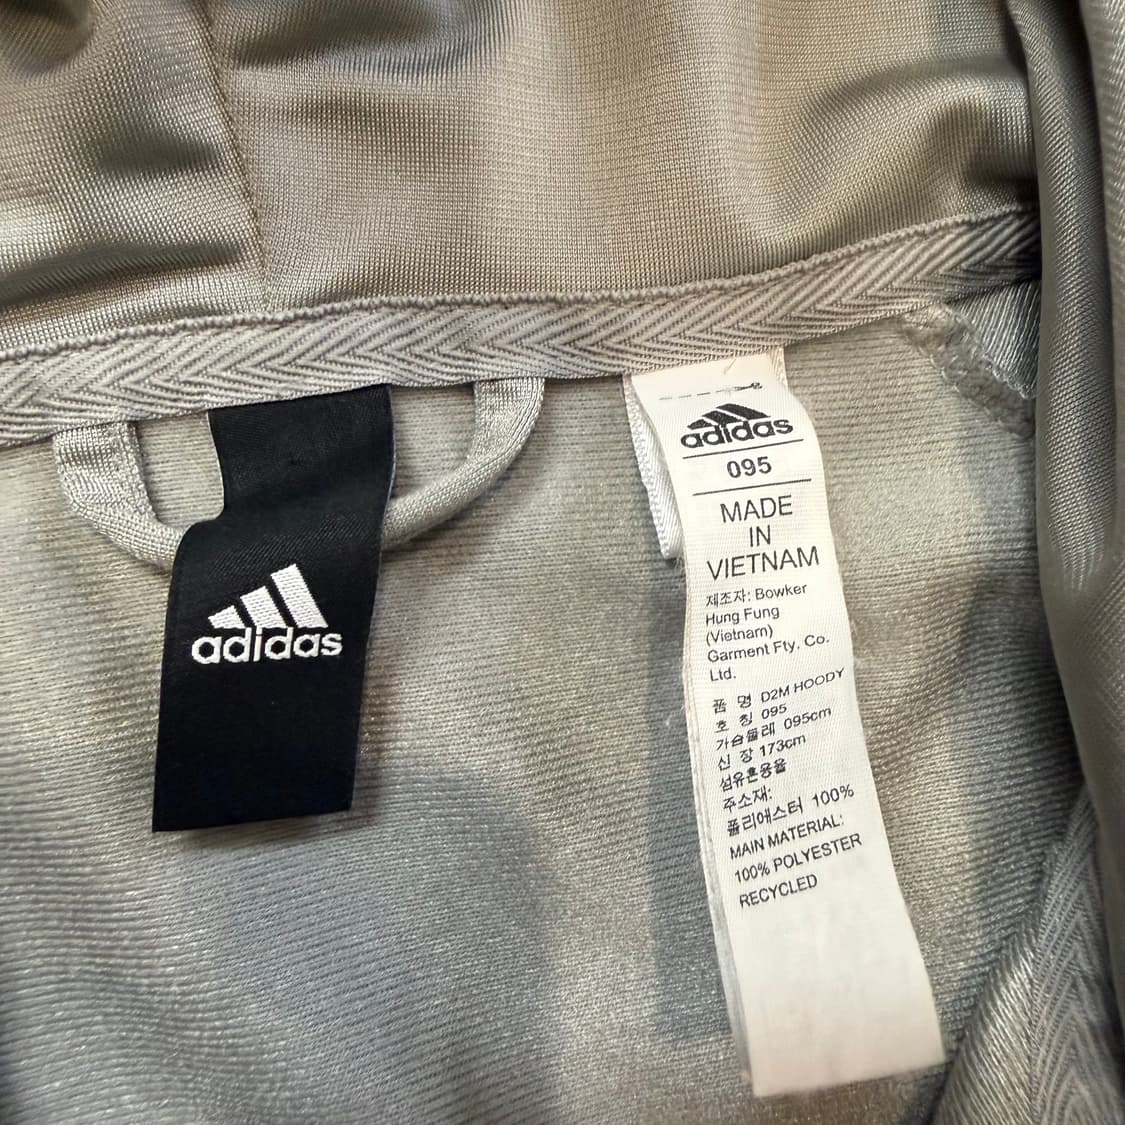 adidas
adidas
095
MADE
IN
VIETNAM
제조자: Bowker
Hung Fung
(Vietnam)
Garment Fty. Co.
Ltd.
품 명 D2M HOODY
호 칭 095
가슴둘레 095cm
신 장 173cm
섬유혼용율
주소재:
폴리에스터 100%
MAIN MATERIAL:
100% POLYESTER
RECYCLED